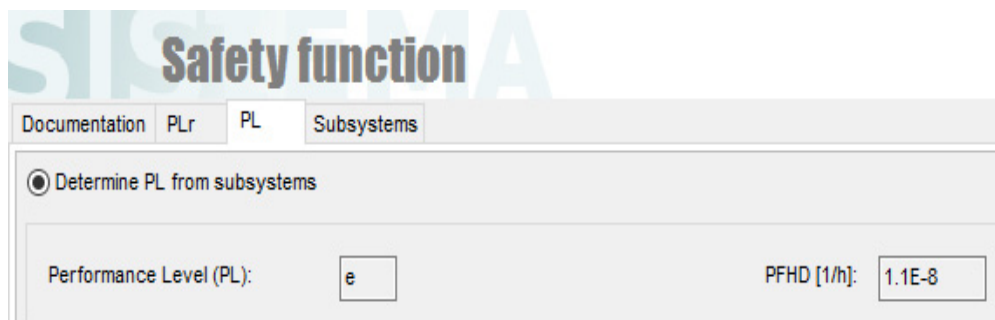 SISTEMA
Safety function
Documentation PLr PL Subsystems
Determine PL from subsystems
Performance Level (PL): e PFHD [1/h]: 1.1E-8